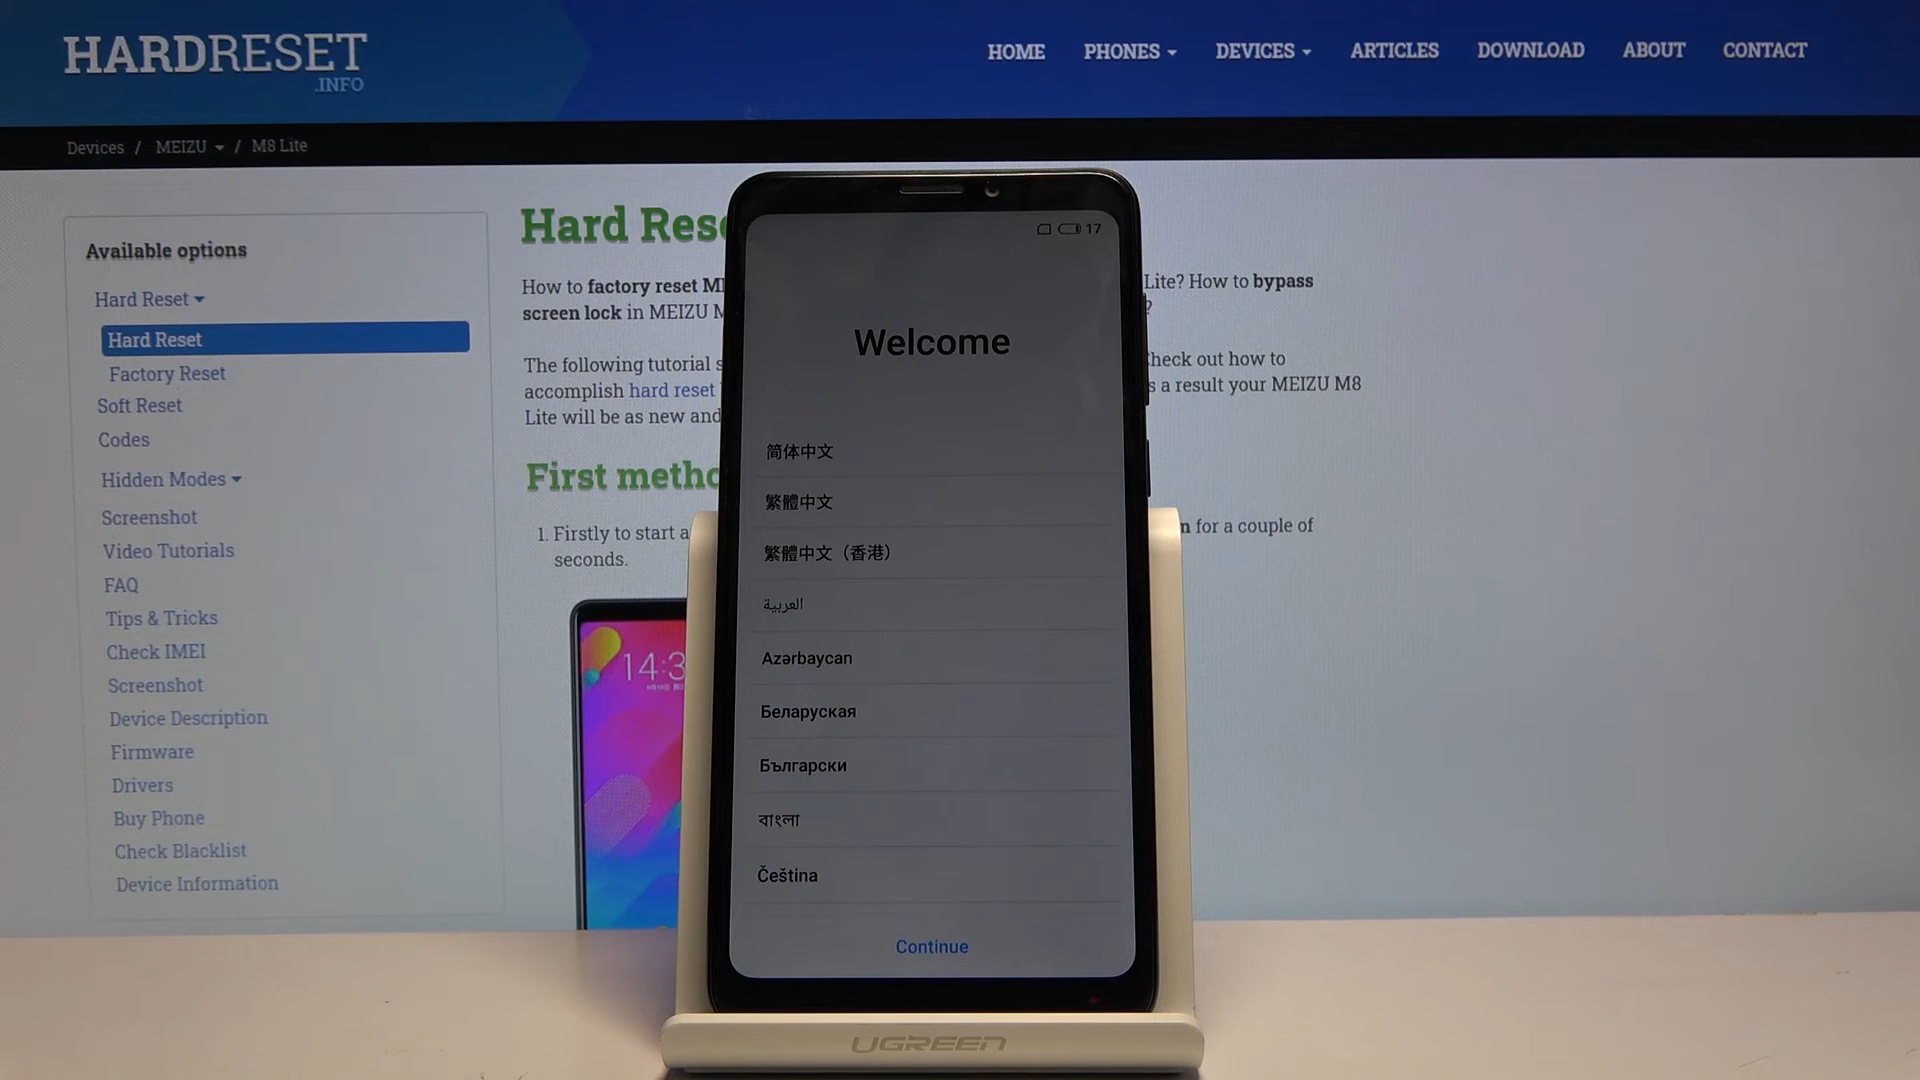 HARDRESET
.INFO
HOME PHONES DEVICES ARTICLES DOWNLOAD ABOUT CONTACT
Devices / MEIZU / M8 Lite
Available options
Hard Reset
Hard Reset
Factory Reset
Soft Reset
Codes
Hidden Modes
Screenshot
Video Tutorials
FAQ
Tips & Tricks
Check IMEI
Screenshot
Device Description
Firmware
Drivers
Buy Phone
Check Blacklist
Device Information
Hard Res
How to factory reset M Lite? How to bypass
screen lock in MEIZU M ?
The following tutorial s heck out how to
accomplish hard reset s a result your MEIZU M8
Lite will be as new and
First metho
1. Firstly to start a n for a couple of
seconds.
14:3
17
Welcome
简体中文
繁體中文
繁體中文（香港）
العربية
Azərbaycan
Беларуская
Български
বাংলা
Čeština
Continue
UGREEN